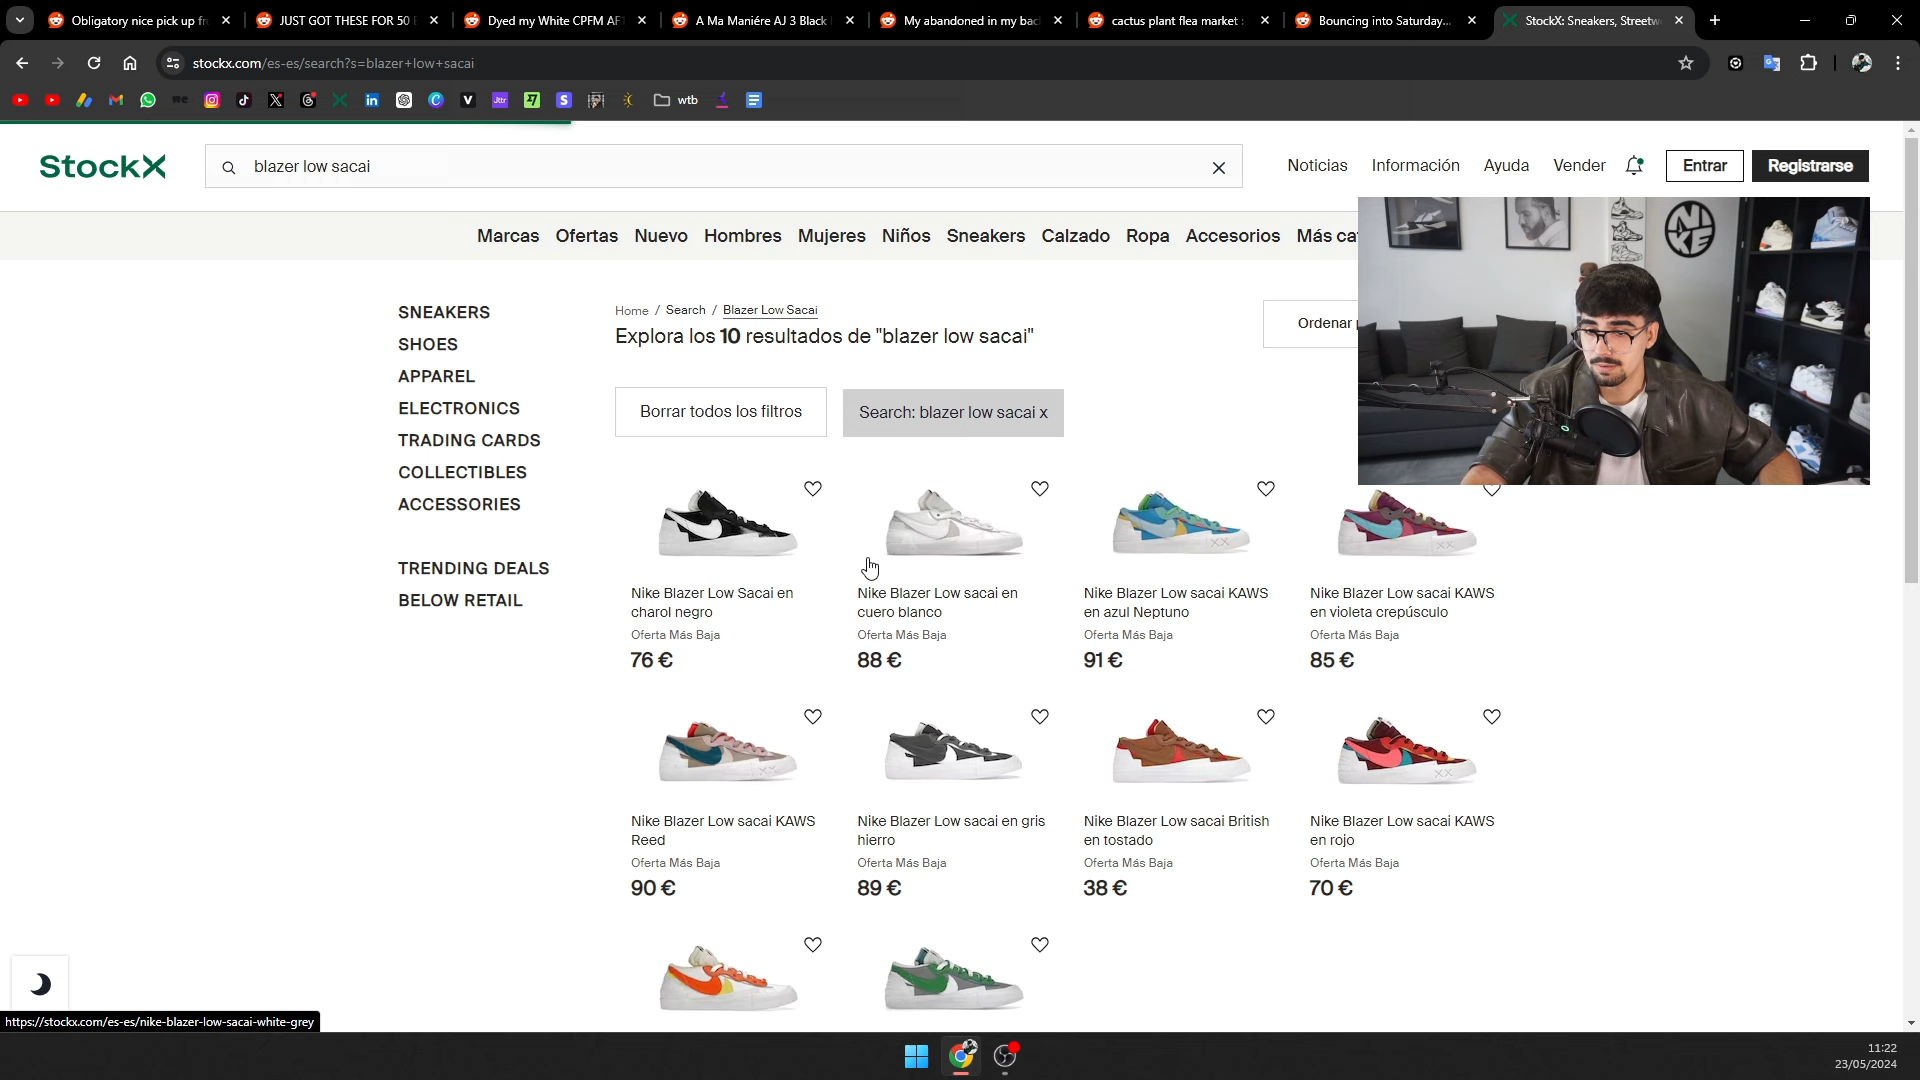 Obligatory nice pick up fr
JUST GOT THESE FOR 50
Dyed my White CPFM AF1
A Ma Maniére AJ 3 Black
My abandoned in my bac
cactus plant flea market
Bouncing into Saturday...
StockX: Sneakers, Streetw
stockx.com/es-es/search?s=blazer+low+sacai
wtb
StockX
blazer low sacai
Noticias
Información
Ayuda
Vender
Entrar
Registrarse
Marcas
Ofertas
Nuevo
Hombres
Mujeres
Niños
Sneakers
Calzado
Ropa
Accesorios
Más ca
SNEAKERS
SHOES
APPAREL
ELECTRONICS
TRADING CARDS
COLLECTIBLES
ACCESSORIES
TRENDING DEALS
BELOW RETAIL
Home / Search / Blazer Low Sacai
Explora los 10 resultados de "blazer low sacai"
Ordenar
Borrar todos los filtros
Search: blazer low sacai x
Nike Blazer Low Sacai en
charol negro
Oferta Más Baja
76 €
Nike Blazer Low sacai en
cuero blanco
Oferta Más Baja
88 €
Nike Blazer Low sacai KAWS
en azul Neptuno
Oferta Más Baja
91 €
Nike Blazer Low sacai KAWS
en violeta crepúsculo
Oferta Más Baja
85 €
Nike Blazer Low sacai KAWS
Reed
Oferta Más Baja
90 €
Nike Blazer Low sacai en gris
hierro
Oferta Más Baja
89 €
Nike Blazer Low sacai British
en tostado
Oferta Más Baja
38 €
Nike Blazer Low sacai KAWS
en rojo
Oferta Más Baja
70 €
https://stockx.com/es-es/nike-blazer-low-sacai-white-grey
11:22
23/05/2024
NIKE